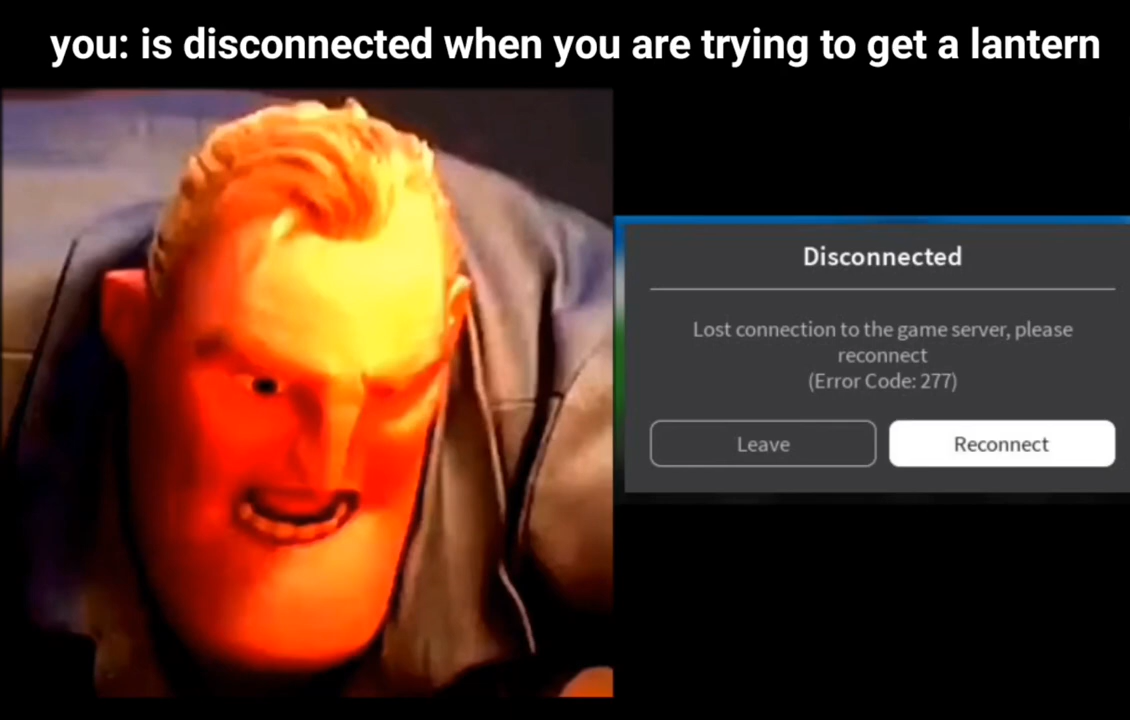 you: is disconnected when you are trying to get a lantern
Disconnected
Lost connection to the game server, please
reconnect
(Error Code: 277)
Leave
Reconnect